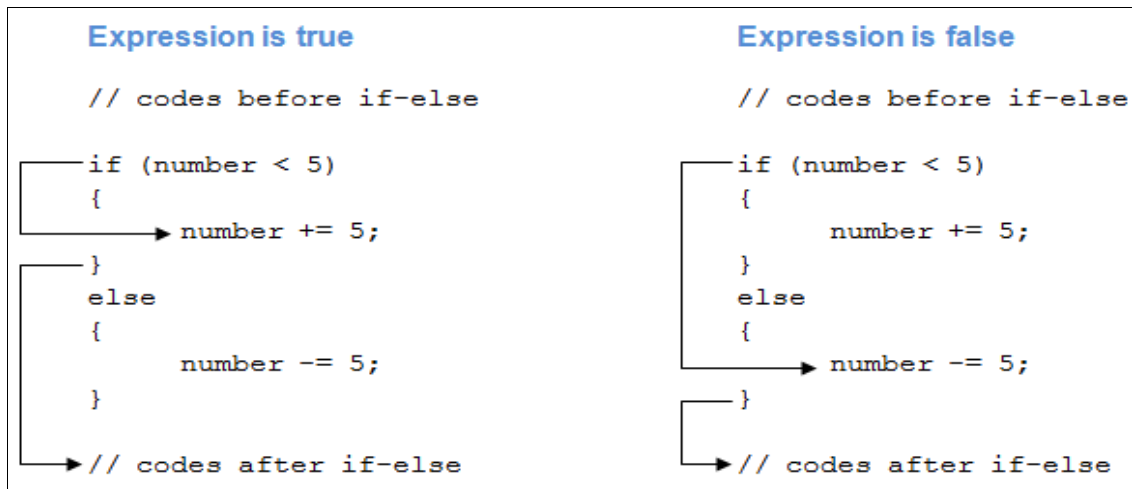 Expression is true
// codes before if-else
if (number < 5)
{
number += 5;
}
else
{
number -= 5;
}
// codes after if-else
Expression is false
// codes before if-else
if (number < 5)
{
number += 5;
}
else
{
number -= 5;
}
// codes after if-else